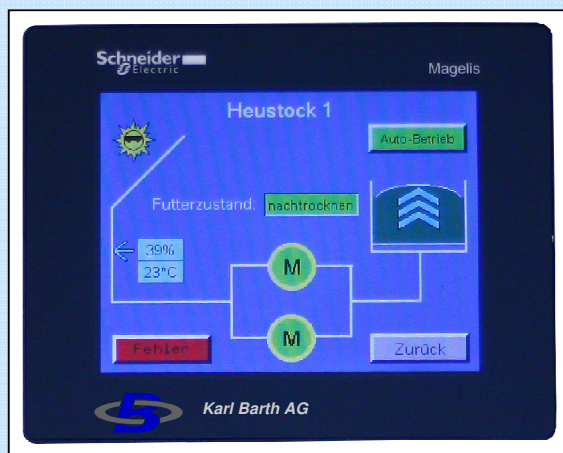 Schneider
Electric
Magelis
Heustock 1
Auto-Betrieb
Futterzustand: nachtrocknen
39%
23°C
M
M
Fehler
Zurück
B
Karl Barth AG